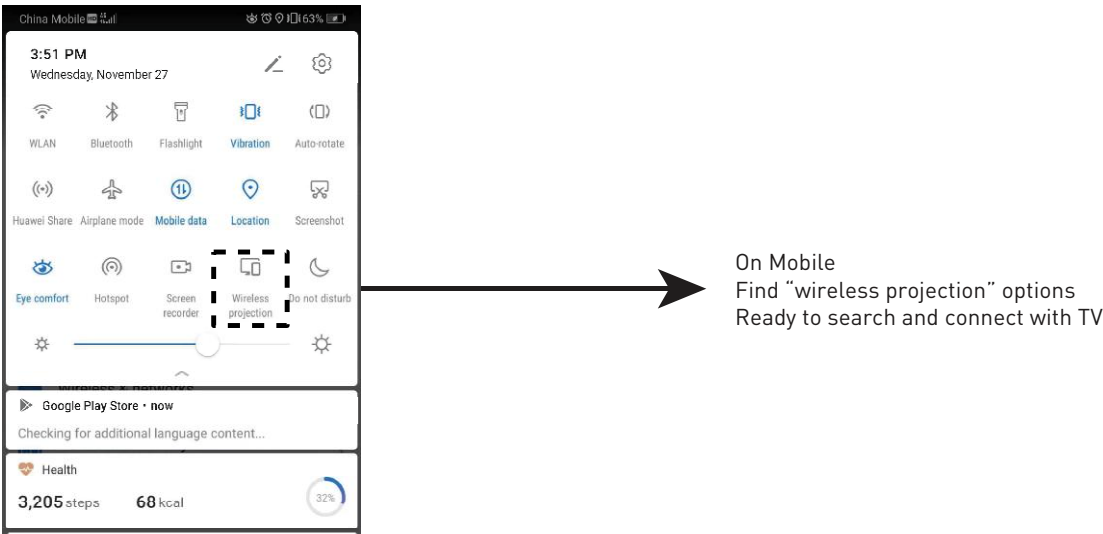 China Mobile HD 63%
3:51 PM
Wednesday, November 27
WLAN Bluetooth Flashlight Vibration Auto-rotate
Huawei Share Airplane mode Mobile data Location Screenshot
Eye comfort Hotspot Screen recorder Wireless projection Do not disturb
Google Play Store • now
Checking for additional language content...
Health
3,205 steps 68 kcal 32%
On Mobile
Find “wireless projection” options
Ready to search and connect with TV